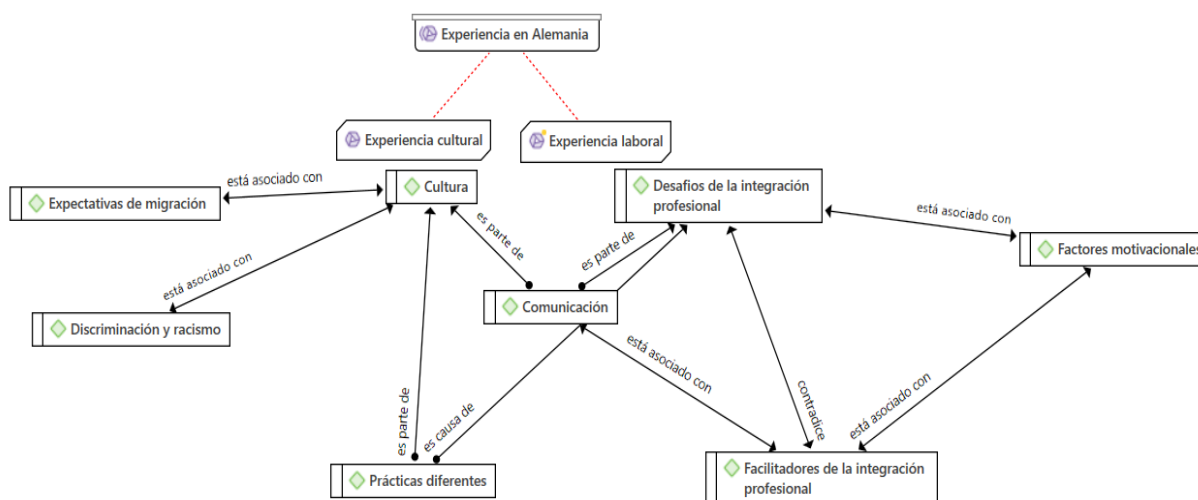 Experiencia en Alemania
Experiencia cultural
Experiencia laboral
está asociado con
Cultura
Desafios de la integración
profesional
Expectativas de migración
está asociado con
es parte de
es parte de
Factores motivacionales
está asociado con
Comunicación
Discriminación y racismo
está asociado con
contradice
está asociado con
es parte de
es causa de
Prácticas diferentes
Facilitadores de la integración
profesional